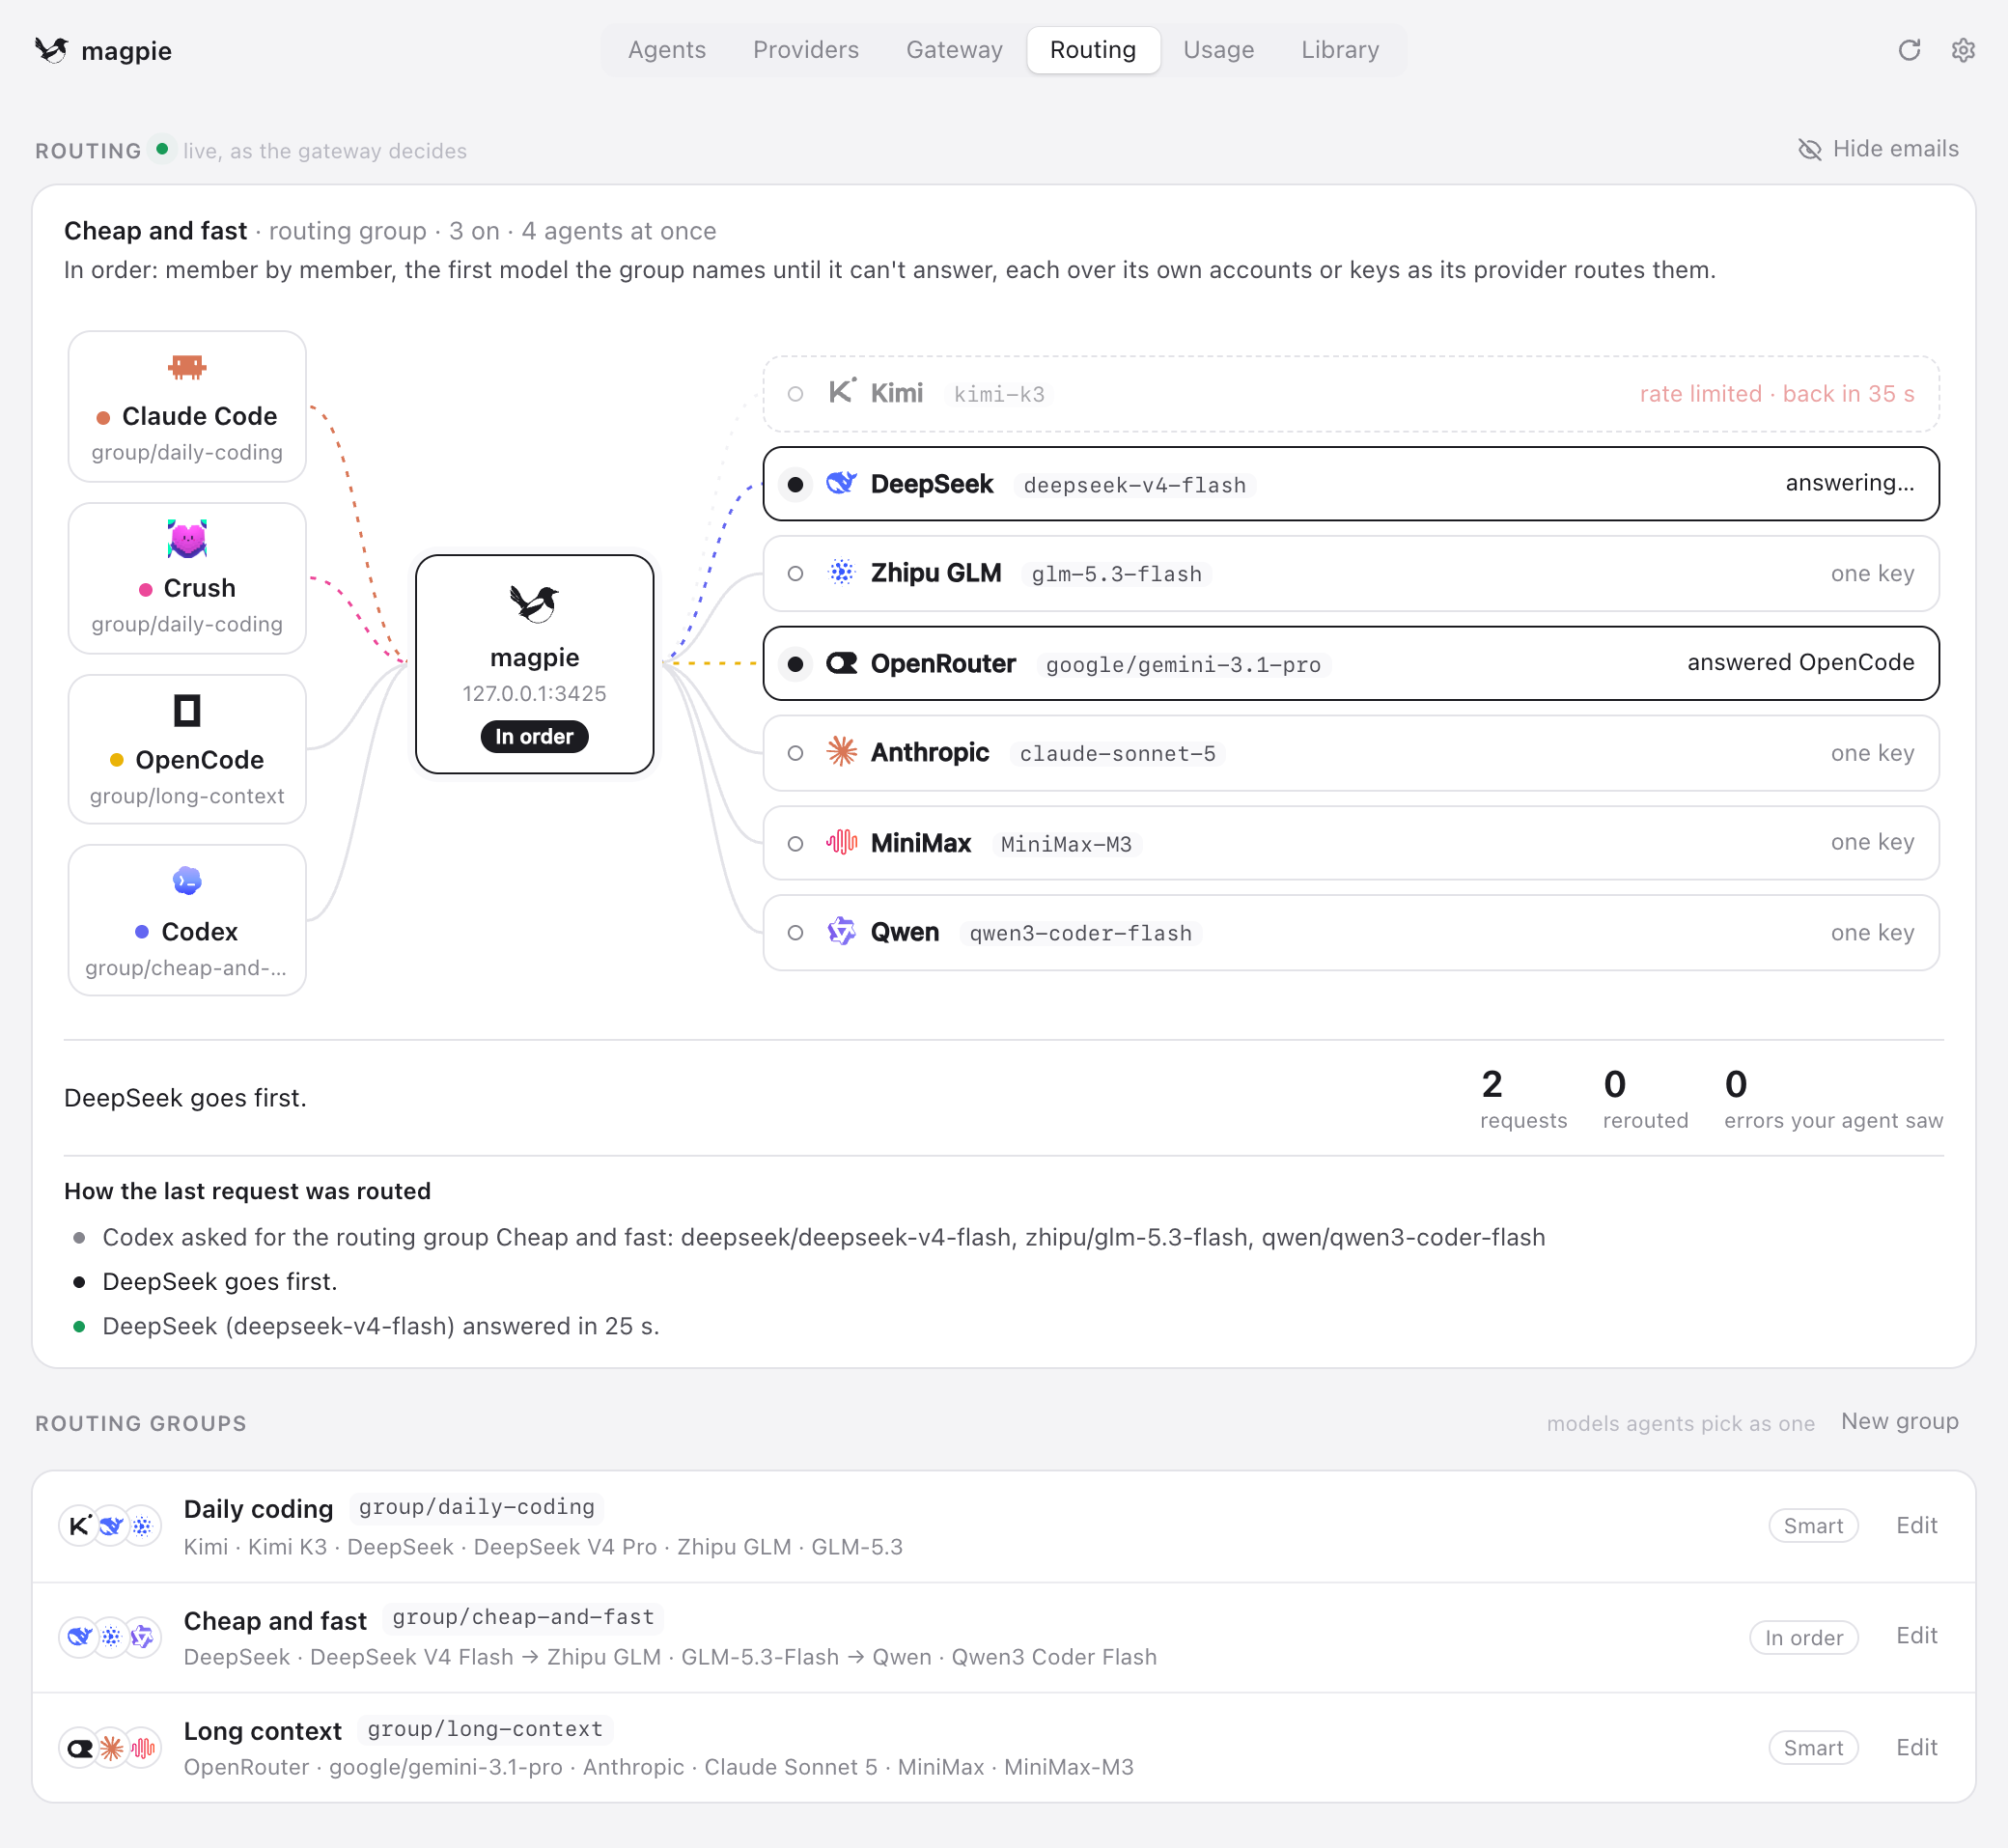 magpie
Agents Providers Gateway Routing Usage Library
ROUTING live, as the gateway decides
Hide emails
Cheap and fast · routing group · 3 on · 4 agents at once
In order: member by member, the first model the group names until it can't answer, each over its own accounts or keys as its provider routes them.
Claude Code
group/daily-coding
Crush
group/daily-coding
OpenCode
group/long-context
Codex
group/cheap-and-...
magpie
127.0.0.1:3425
In order
Kimi kimi-k3 rate limited · back in 35 s
DeepSeek deepseek-v4-flash answering...
Zhipu GLM glm-5.3-flash one key
OpenRouter google/gemini-3.1-pro answered OpenCode
Anthropic claude-sonnet-5 one key
MiniMax MiniMax-M3 one key
Qwen qwen3-coder-flash one key
DeepSeek goes first.
2 0 0
requests rerouted errors your agent saw
How the last request was routed
Codex asked for the routing group Cheap and fast: deepseek/deepseek-v4-flash, zhipu/glm-5.3-flash, qwen/qwen3-coder-flash
DeepSeek goes first.
DeepSeek (deepseek-v4-flash) answered in 25 s.
ROUTING GROUPS models agents pick as one New group
Daily coding group/daily-coding
Kimi · Kimi K3 · DeepSeek · DeepSeek V4 Pro · Zhipu GLM · GLM-5.3
Smart Edit
Cheap and fast group/cheap-and-fast
DeepSeek · DeepSeek V4 Flash → Zhipu GLM · GLM-5.3-Flash → Qwen · Qwen3 Coder Flash
In order Edit
Long context group/long-context
OpenRouter · google/gemini-3.1-pro · Anthropic · Claude Sonnet 5 · MiniMax · MiniMax-M3
Smart Edit